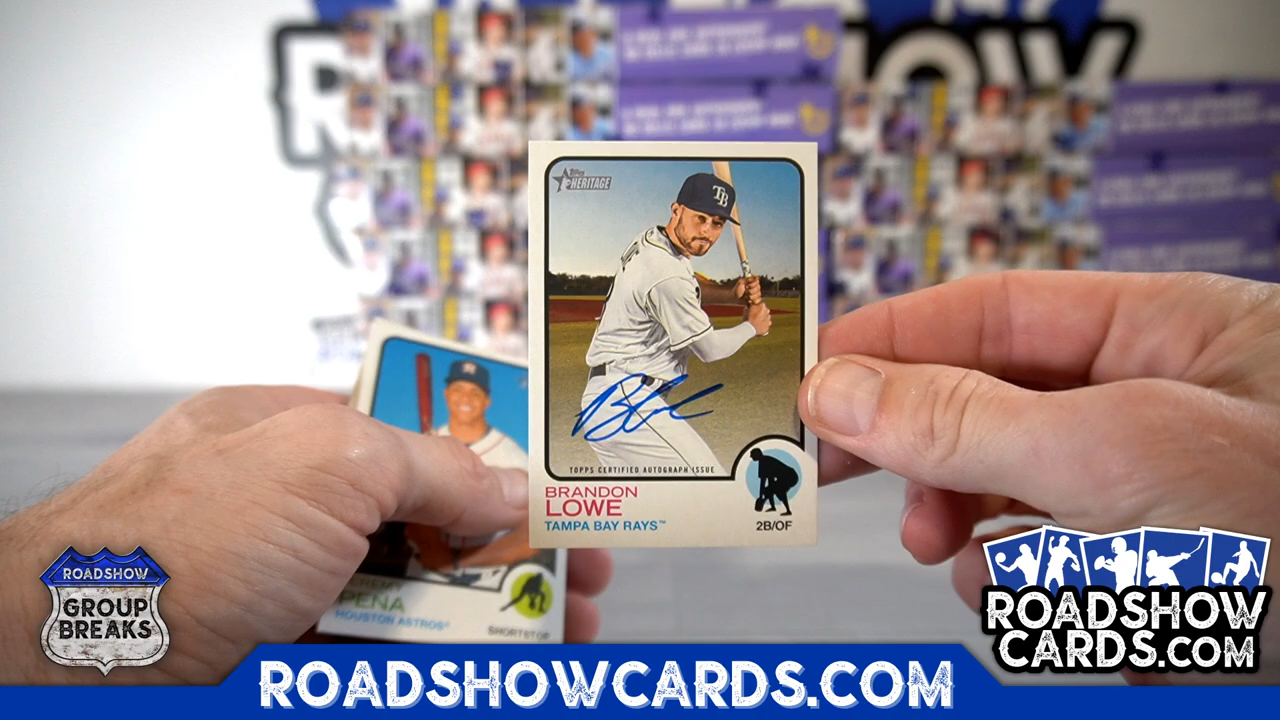 TB
Topps
HERITAGE
TOPPS CERTIFIED AUTOGRAPH ISSUE
BRANDON
LOWE
TAMPA BAY RAYS™
2B/OF
PENA
HOUSTON ASTROS
SHORTSTOP
ROADSHOW
GROUP
BREAKS
ROADSHOW
CARDS.COM
ROADSHOWCARDS.COM